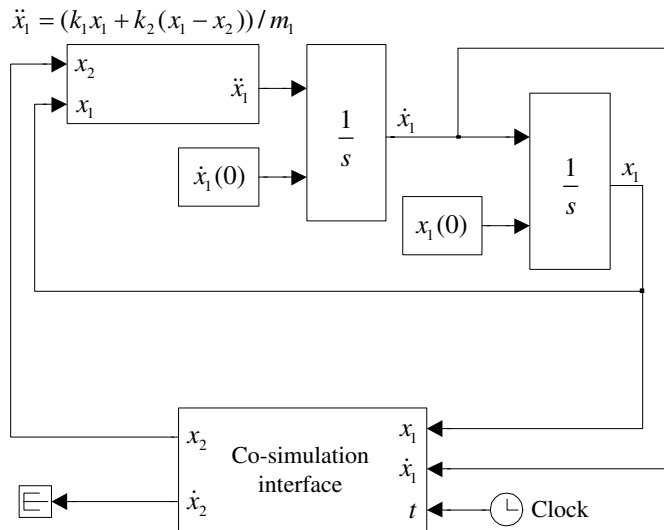 ẍ₁ = (k₁x₁ + k₂(x₁ − x₂)) / m₁
x₂
x₁
ẍ₁
ẋ₁(0)
1/s
ẋ₁
x₁(0)
1/s
x₁
x₂
ẋ₂
Co-simulation
interface
x₁
ẋ₁
t
Clock